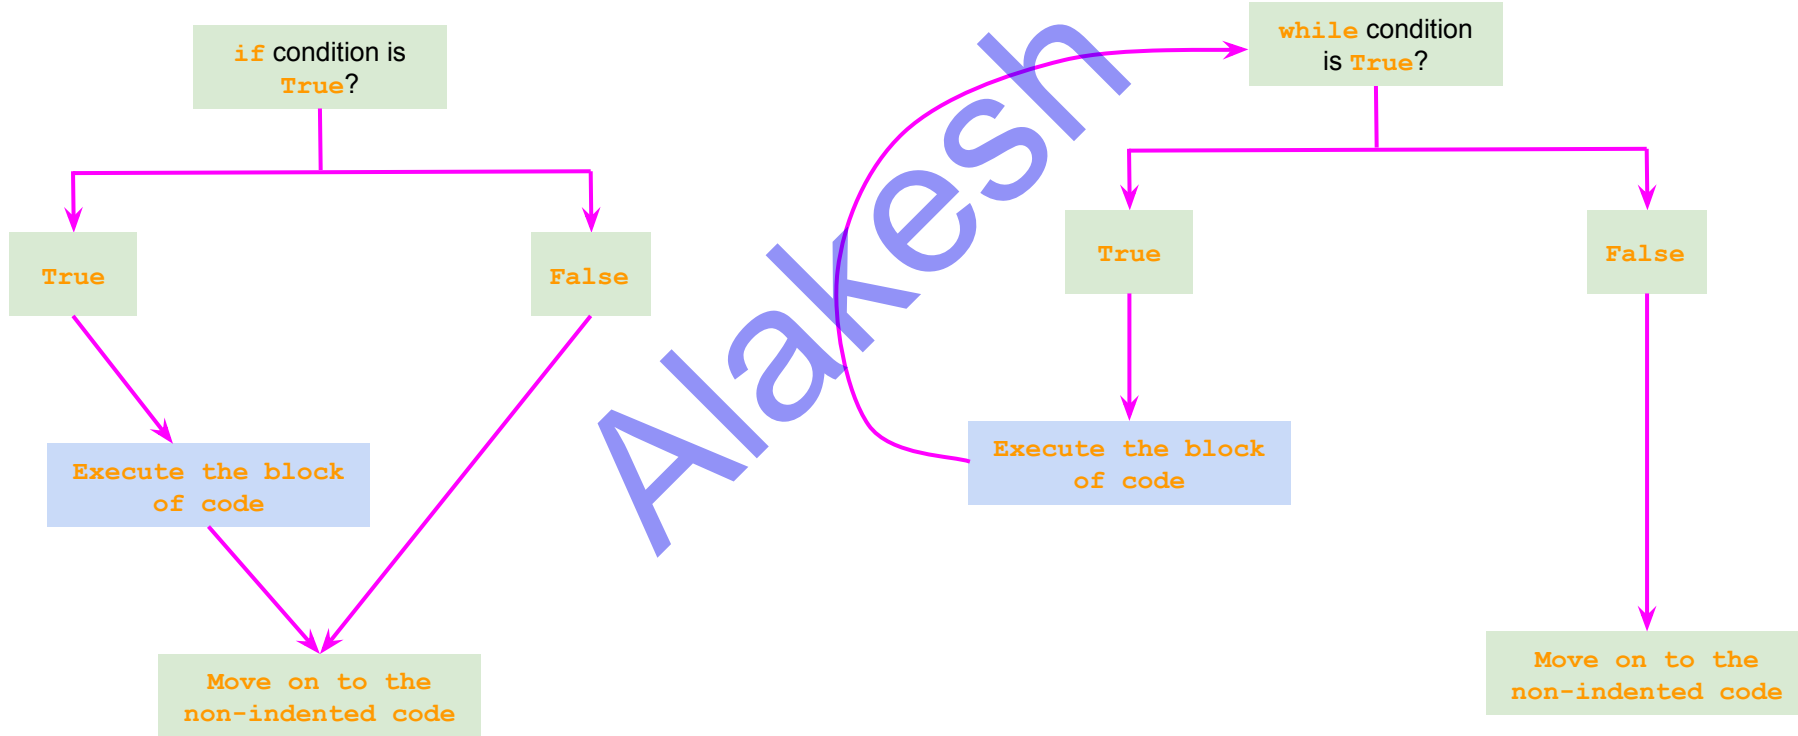 if condition is
True?
True
False
Execute the block
of code
Move on to the
non-indented code
Alakesh
while condition
is True?
True
False
Execute the block
of code
Move on to the
non-indented code